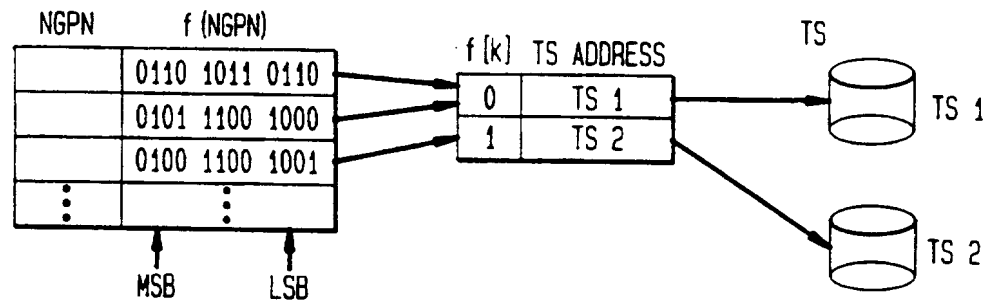 NGPN f (NGPN)
0110 1011 0110
0101 1100 1000
0100 1100 1001
MSB LSB
f [k] TS ADDRESS
0 TS 1
1 TS 2
TS
TS 1
TS 2